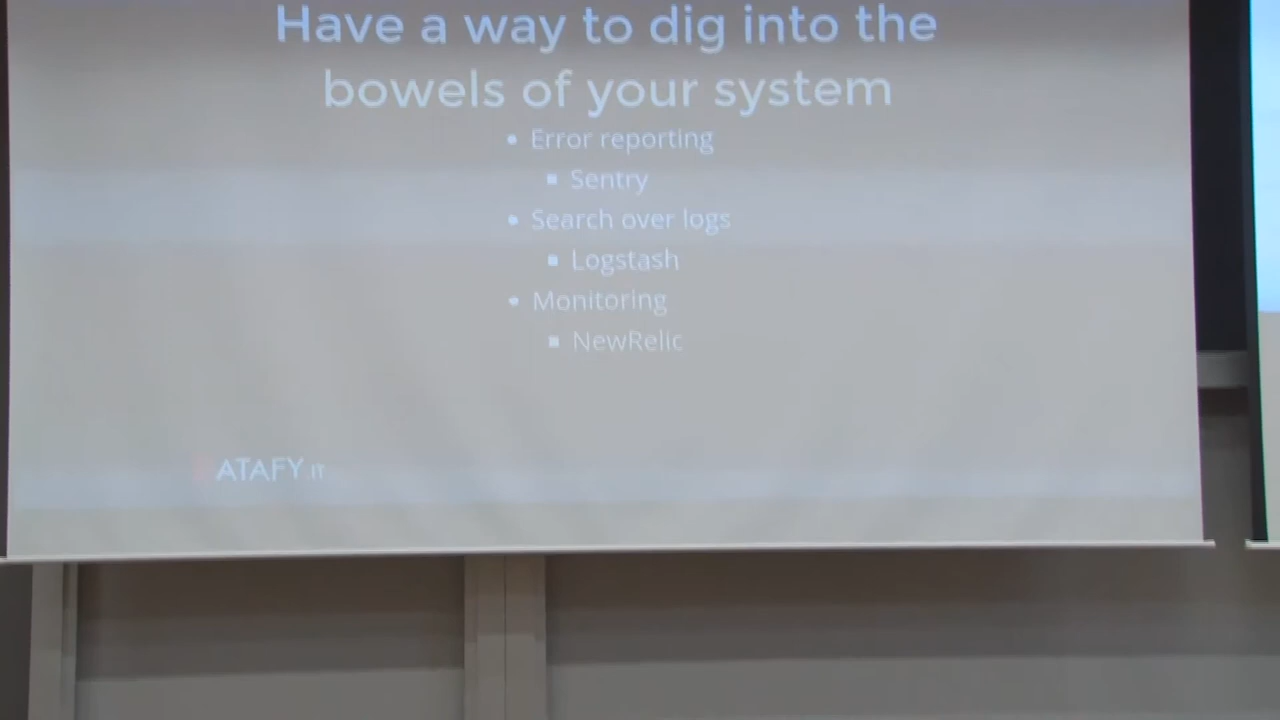 Have a way to dig into the
bowels of your system
• Error reporting
▪ Sentry
• Search over logs
▪ Logstash
• Monitoring
▪ NewRelic
ATAFY IT